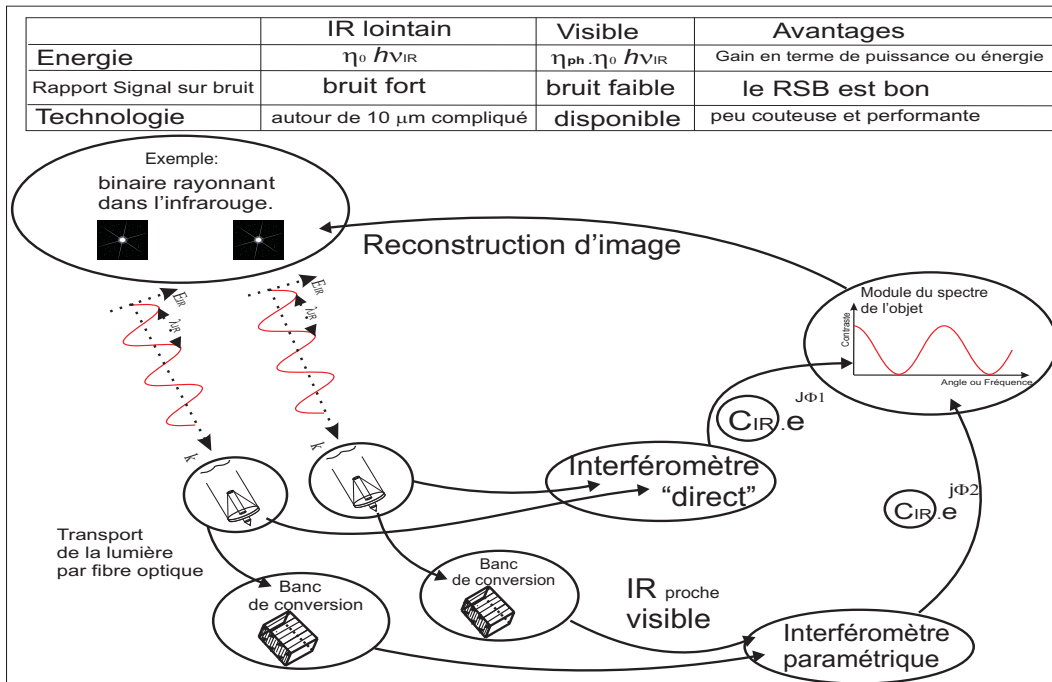 IR lointain Visible Avantages
Energie η0 hνIR ηph.η0 hνIR Gain en terme de puissance ou énergie
Rapport Signal sur bruit bruit fort bruit faible le RSB est bon
Technologie autour de 10 μm compliqué disponible peu couteuse et performante
Exemple:
binaire rayonnant
dans l'infrarouge.
Reconstruction d'image
EIR
λIR
k
EIR
λIR
k
Module du spectre
de l'objet
Contraste
Angle ou Fréquence
CIR.e JΦ1
Interféromètre
“direct”
CIR.e jΦ2
Transport
de la lumière
par fibre optique
Banc
de conversion
Banc
de conversion
IR proche
visible
Interféromètre
paramétrique